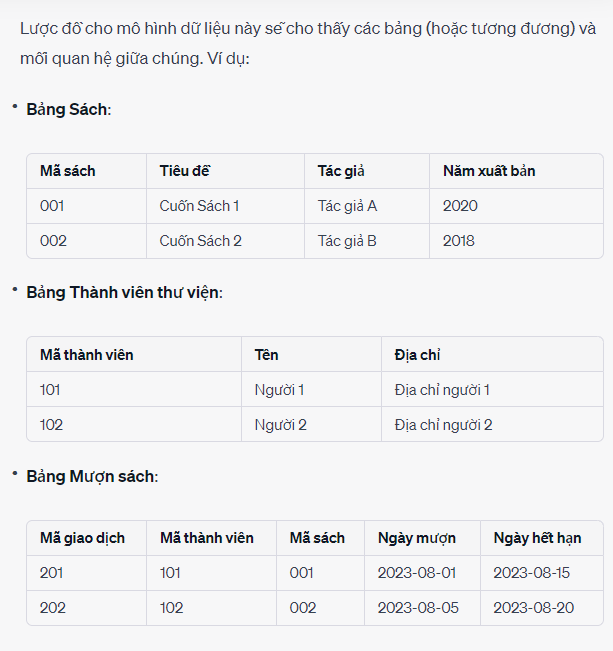 Lược đồ cho mô hình dữ liệu này sẽ cho thấy các bảng (hoặc tương đương) và
mối quan hệ giữa chúng. Ví dụ:
• Bảng Sách:
Mã sách Tiêu đề Tác giả Năm xuất bản
001 Cuốn Sách 1 Tác giả A 2020
002 Cuốn Sách 2 Tác giả B 2018
• Bảng Thành viên thư viện:
Mã thành viên Tên Địa chỉ
101 Người 1 Địa chỉ người 1
102 Người 2 Địa chỉ người 2
• Bảng Mượn sách:
Mã giao dịch Mã thành viên Mã sách Ngày mượn Ngày hết hạn
201 101 001 2023-08-01 2023-08-15
202 102 002 2023-08-05 2023-08-20